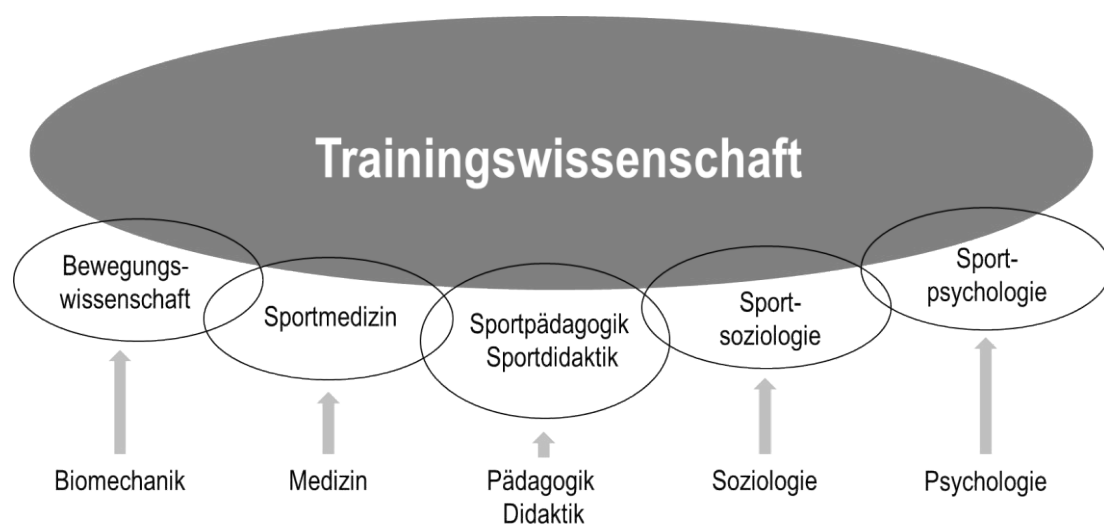 Trainingswissenschaft
Bewegungs-
wissenschaft
Sportmedizin
Sportpädagogik
Sportdidaktik
Sport-
soziologie
Sport-
psychologie
Biomechanik
Medizin
Pädagogik
Didaktik
Soziologie
Psychologie